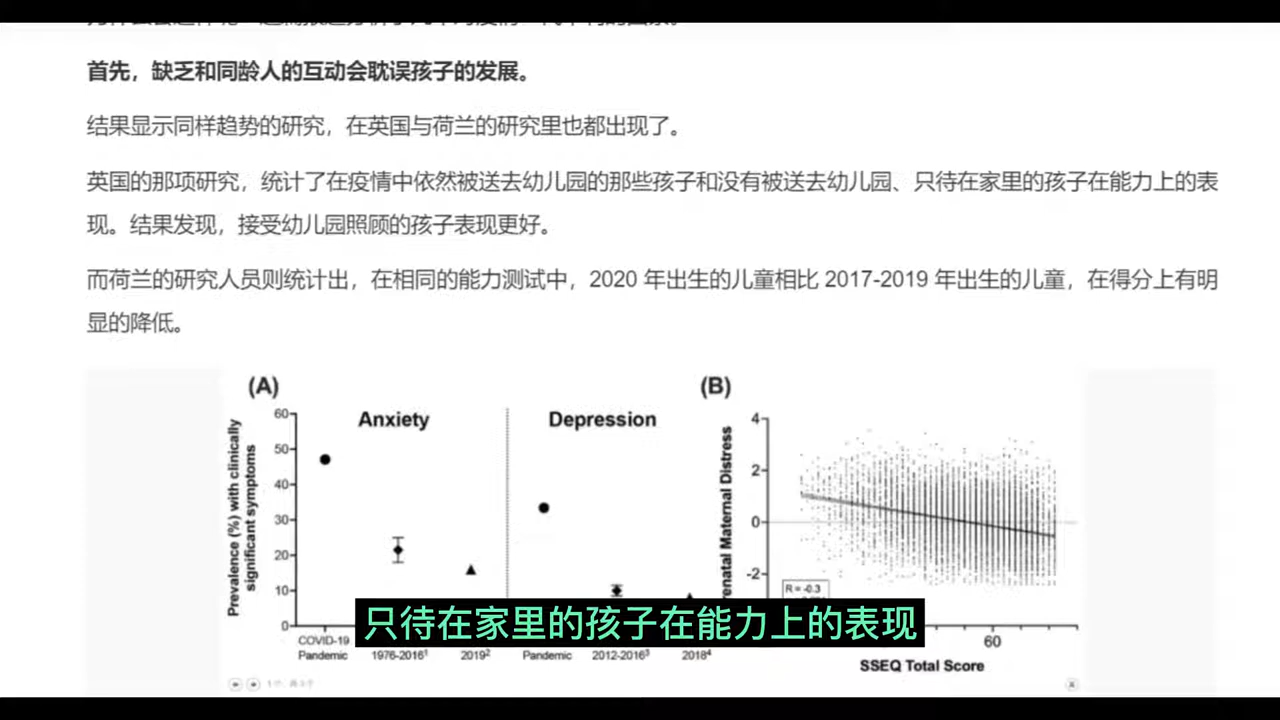 首先，缺乏和同龄人的互动会耽误孩子的发展。
结果显示同样趋势的研究，在英国与荷兰的研究里也都出现了。
英国的那项研究，统计了在疫情中依然被送去幼儿园的那些孩子和没有被送去幼儿园、只待在家里的孩子在能力上的表
现。结果发现，接受幼儿园照顾的孩子表现更好。
而荷兰的研究人员则统计出，在相同的能力测试中，2020 年出生的儿童相比 2017-2019 年出生的儿童，在得分上有明
显的降低。
(A)
Anxiety
Depression
Prevalence (%) with clinically
significant symptoms
60
50
40
30
20
10
0
COVID-19
Pandemic
1976-2016¹
2019²
Pandemic
2012-2016³
2018⁴
(B)
Maternal Distress
4
2
0
-2
R = -0.3
60
SSEQ Total Score
只待在家里的孩子在能力上的表现